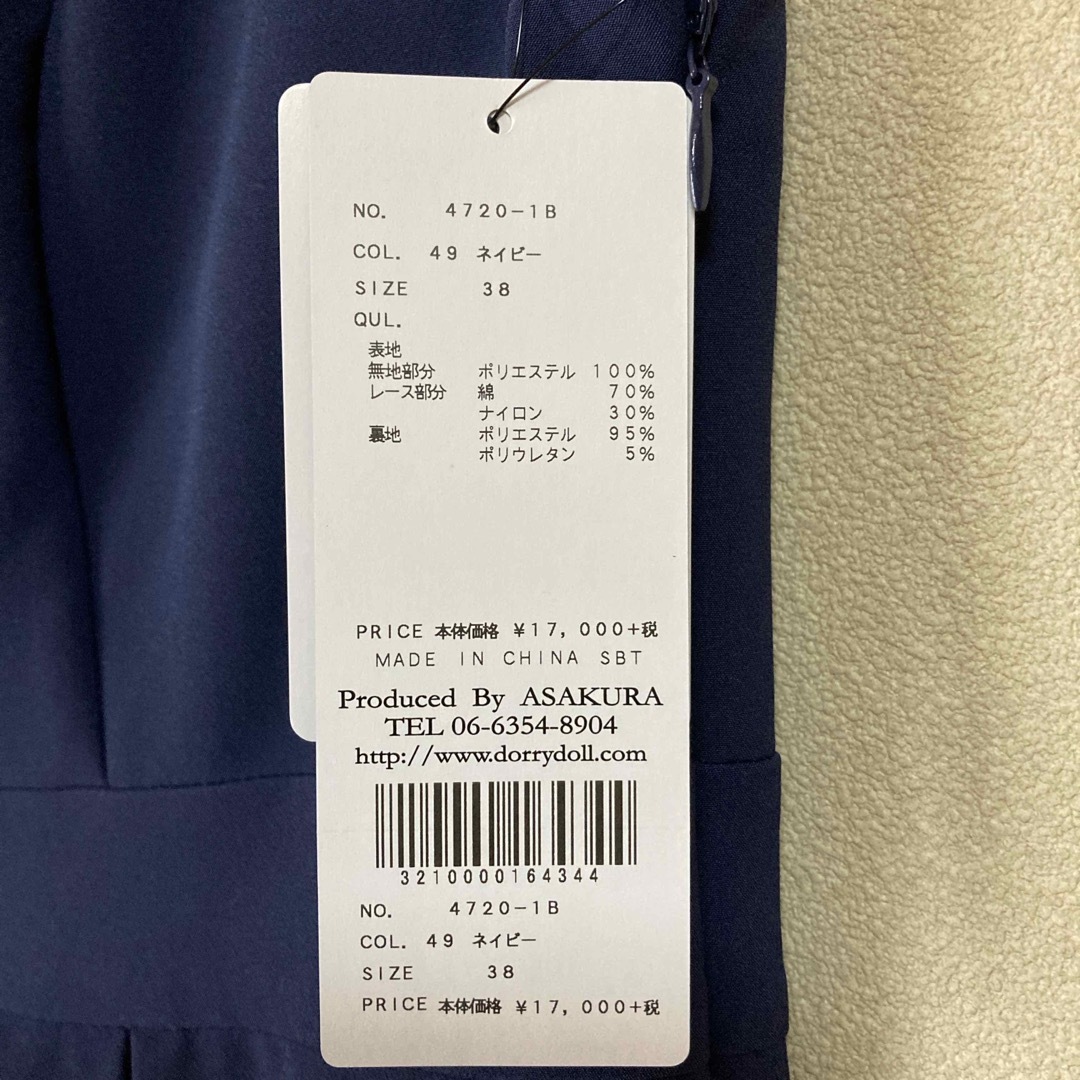 NO. 4720-1B
COL. 49 ネイビー
SIZE 38
QUL.
表地
無地部分 ポリエステル 100%
レース部分 綿 70%
ナイロン 30%
裏地 ポリエステル 95%
ポリウレタン 5%
PRICE 本体価格 ¥17,000+税
MADE IN CHINA SBT
Produced By ASAKURA
TEL 06-6354-8904
http://www.dorrydoll.com
3210000164344
NO. 4720-1B
COL. 49 ネイビー
SIZE 38
PRICE 本体価格 ¥17,000+税